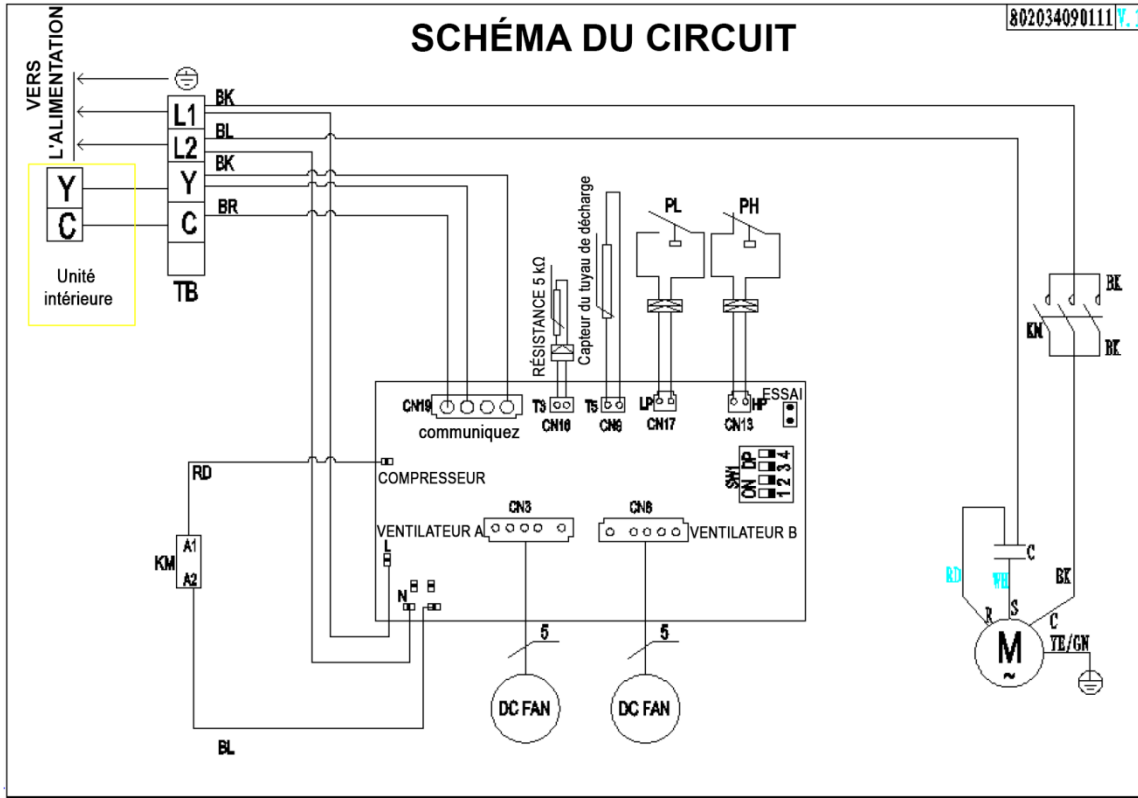 802034090111
SCHÉMA DU CIRCUIT
VERS
L'ALIMENTATION
L1
L2
Y
C
TB
BK
BL
BK
BR
Y
C
Unité
intérieure
RÉSISTANCE 5 kΩ
Capteur du tuyau de décharge
PL
PH
BK
KM
BK
CN19
communiquez
T3
CN16
T5
CN9
LP
CN17
HP
CN13
ESSAI
SW1
ON DP
1 2 3 4
RD
COMPRESSEUR
CN3
CN6
VENTILATEUR A
VENTILATEUR B
L
N
KM
A1
A2
BL
5
5
DC FAN
DC FAN
C
RD
WH
BK
R
S
C
M
~
YE/GN